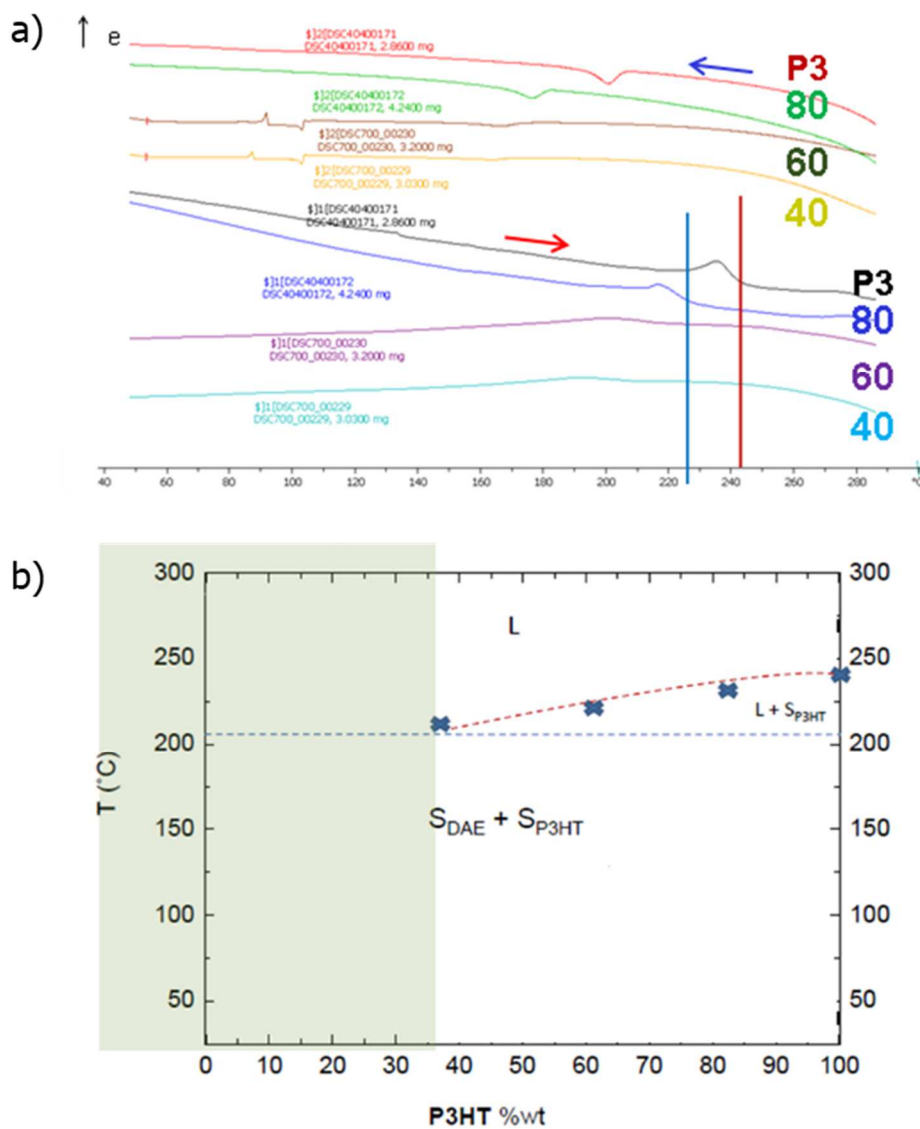 a)
↑ e
$]2[DSC40400171
DSC40400171, 2.8600 mg
P3
$]2[DSC40400172
DSC40400172, 4.2400 mg
80
$]2[DSC700_00230
DSC700_00230, 3.2000 mg
60
$]2[DSC700_00229
DSC700_00229, 3.0300 mg
40
$]1[DSC40400171
DSC40400171, 2.8600 mg
P3
$]1[DSC40400172
DSC40400172, 4.2400 mg
80
$]1[DSC700_00230
DSC700_00230, 3.2000 mg
60
$]1[DSC700_00229
DSC700_00229, 3.0300 mg
40
40 60 80 100 120 140 160 180 200 220 240 260 280 °C
b)
300 300
L
250 250
L + S_P3HT
200 200
T (°C)
S_DAE + S_P3HT
150 150
100 100
50 50
0 10 20 30 40 50 60 70 80 90 100
P3HT %wt